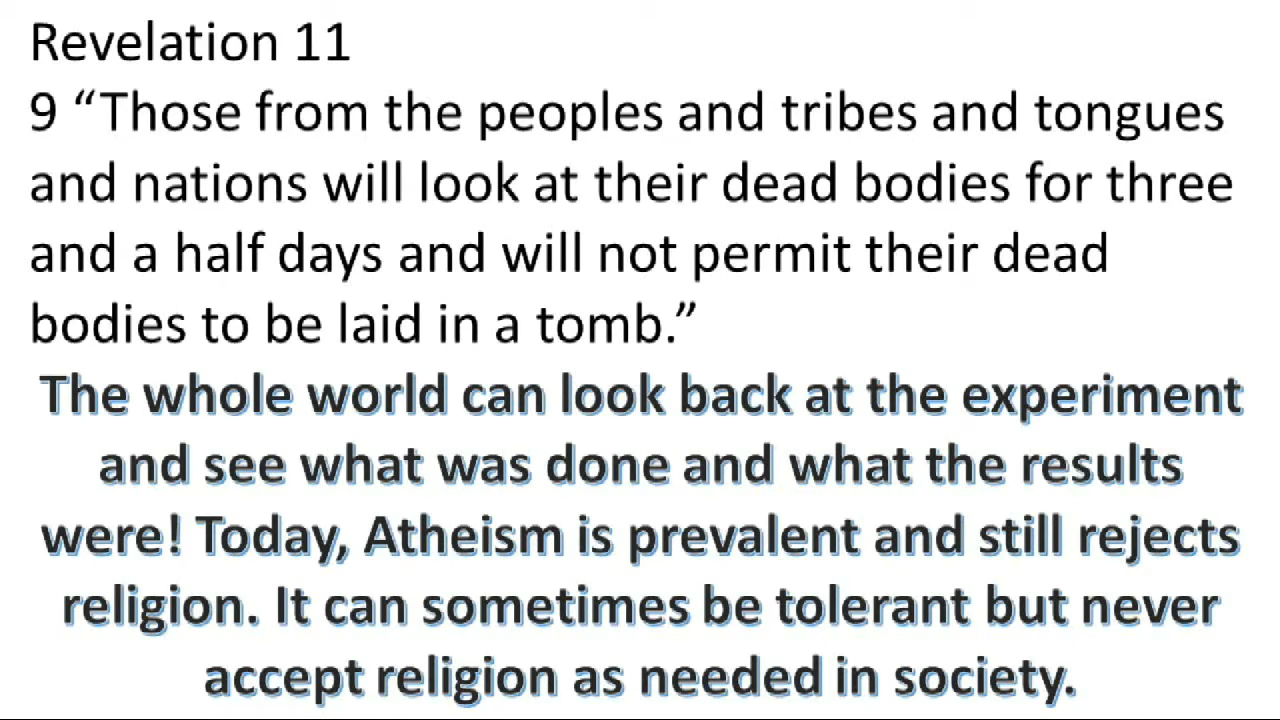 Revelation 11
9 “Those from the peoples and tribes and tongues
and nations will look at their dead bodies for three
and a half days and will not permit their dead
bodies to be laid in a tomb.”
The whole world can look back at the experiment
and see what was done and what the results
were! Today, Atheism is prevalent and still rejects
religion. It can sometimes be tolerant but never
accept religion as needed in society.